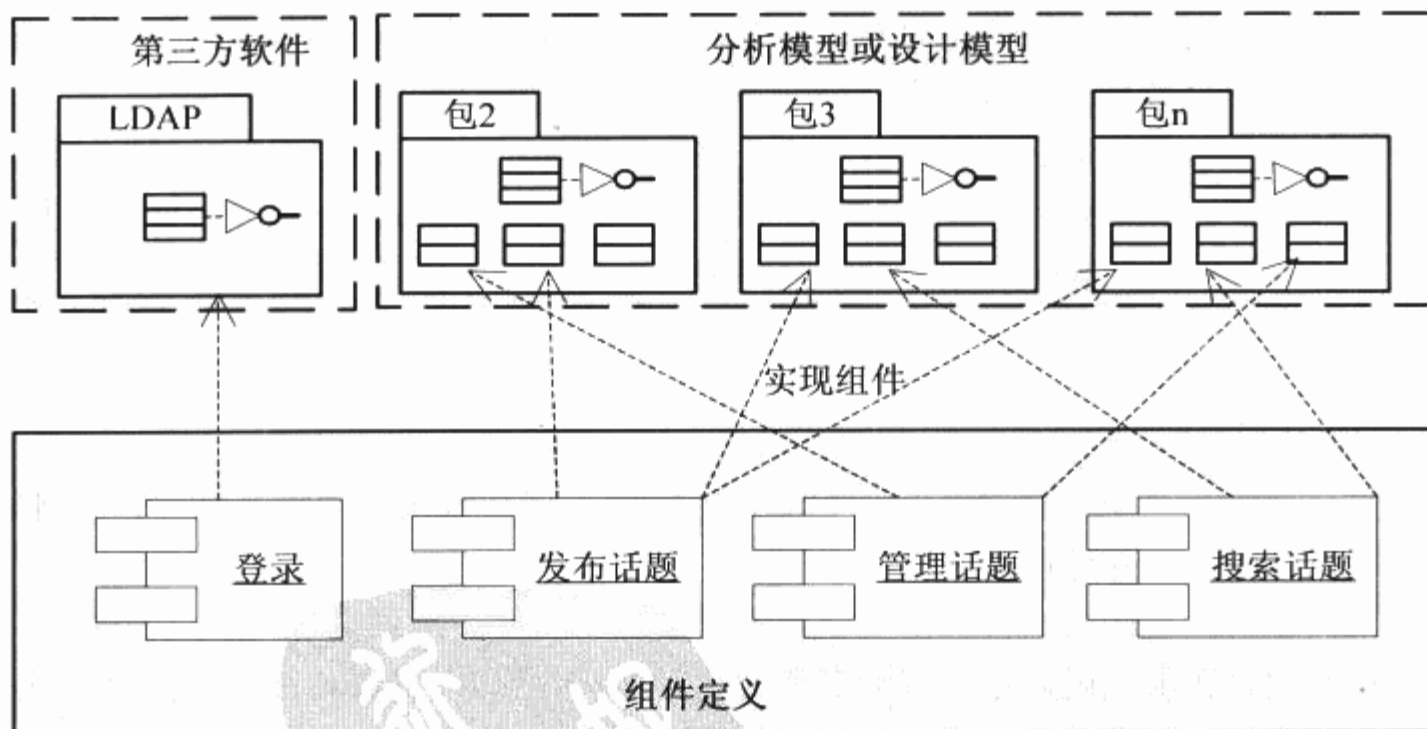 第三方软件
分析模型或设计模型
LDAP
包2
包3
包n
实现组件
登录
发布话题
管理话题
搜索话题
组件定义